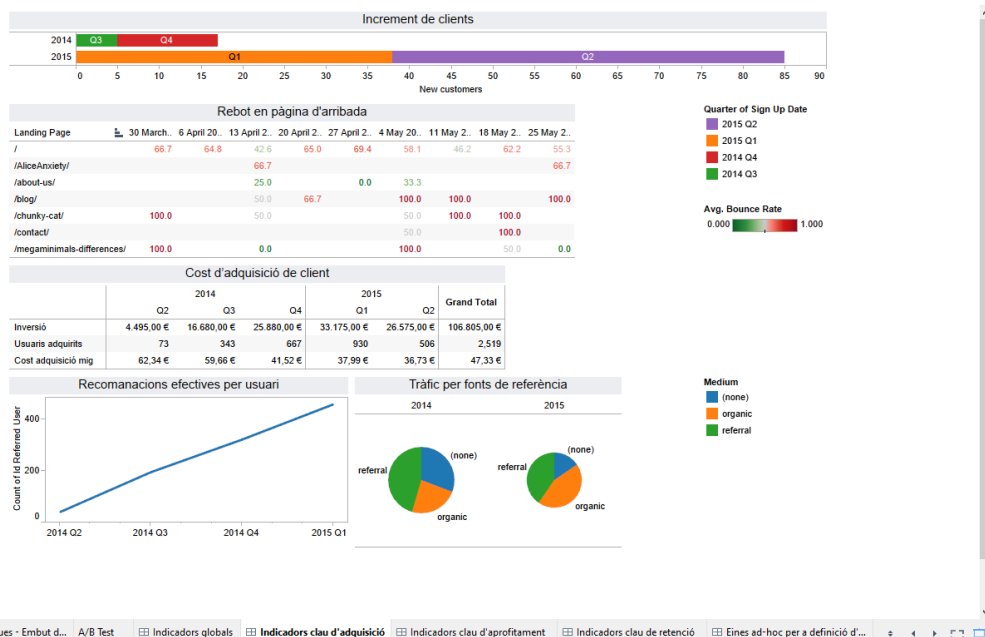 Increment de clients
2014 Q3 Q4
2015 Q1 Q2
0 5 10 15 20 25 30 35 40 45 50 55 60 65 70 75 80 85 90
New customers
Rebot en pàgina d'arribada
Landing Page 30 March.. 6 April 20.. 13 April 2.. 20 April 2.. 27 April 2.. 4 May 20.. 11 May 2.. 18 May 2.. 25 May 2..
/ 66.7 64.8 42.6 65.0 69.4 58.1 46.2 62.2 55.3
/AliceAnxiety/ 66.7 66.7
/about-us/ 25.0 0.0 33.3
/blog/ 50.0 66.7 100.0 100.0 100.0
/chunky-cat/ 100.0 50.0 50.0 100.0 100.0
/contact/ 50.0 100.0
/megaminimals-differences/ 100.0 0.0 100.0 50.0 0.0
Quarter of Sign Up Date
2015 Q2
2015 Q1
2014 Q4
2014 Q3
Avg. Bounce Rate
0.000 1.000
Cost d'adquisició de client
2014 2015 Grand Total
Q2 Q3 Q4 Q1 Q2
Inversió 4.495,00 € 16.680,00 € 25.880,00 € 33.175,00 € 26.575,00 € 106.805,00 €
Usuaris adquirits 73 343 667 930 506 2,519
Cost adquisició mig 62,34 € 59,66 € 41,52 € 37,99 € 36,73 € 47,33 €
Recomanacions efectives per usuari
Count of Id Referred User
400
200
0
2014 Q2 2014 Q3 2014 Q4 2015 Q1
Tràfic per fonts de referència
2014 2015
(none) (none)
referral referral
organic organic
Medium
(none)
organic
referral
ues - Embut d... A/B Test Indicadors globals Indicadors clau d'adquisició Indicadors clau d'aprofitament Indicadors clau de retenció Eines ad-hoc per a definició d'...